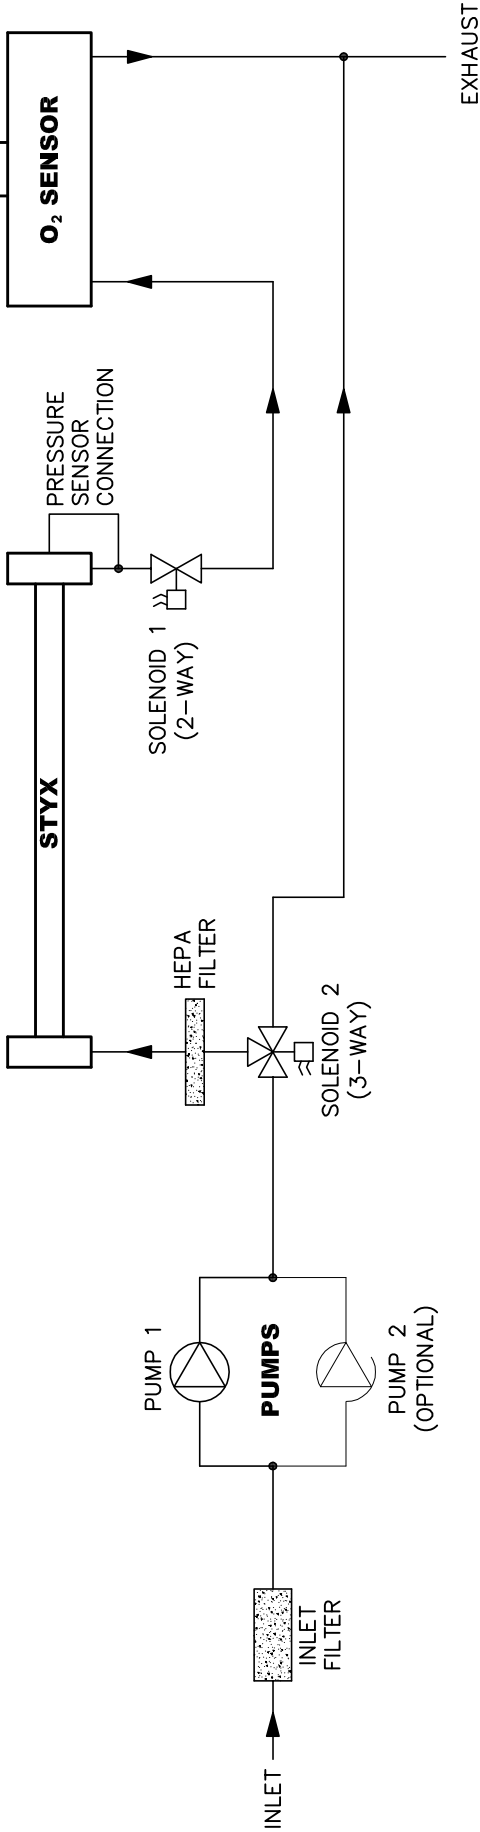 INLET
INLET
FILTER
PUMP 1
PUMPS
PUMP 2
(OPTIONAL)
HEPA
FILTER
SOLENOID 2
(3-WAY)
STYX
SOLENOID 1
(2-WAY)
PRESSURE
SENSOR
CONNECTION
O₂ SENSOR
EXHAUST